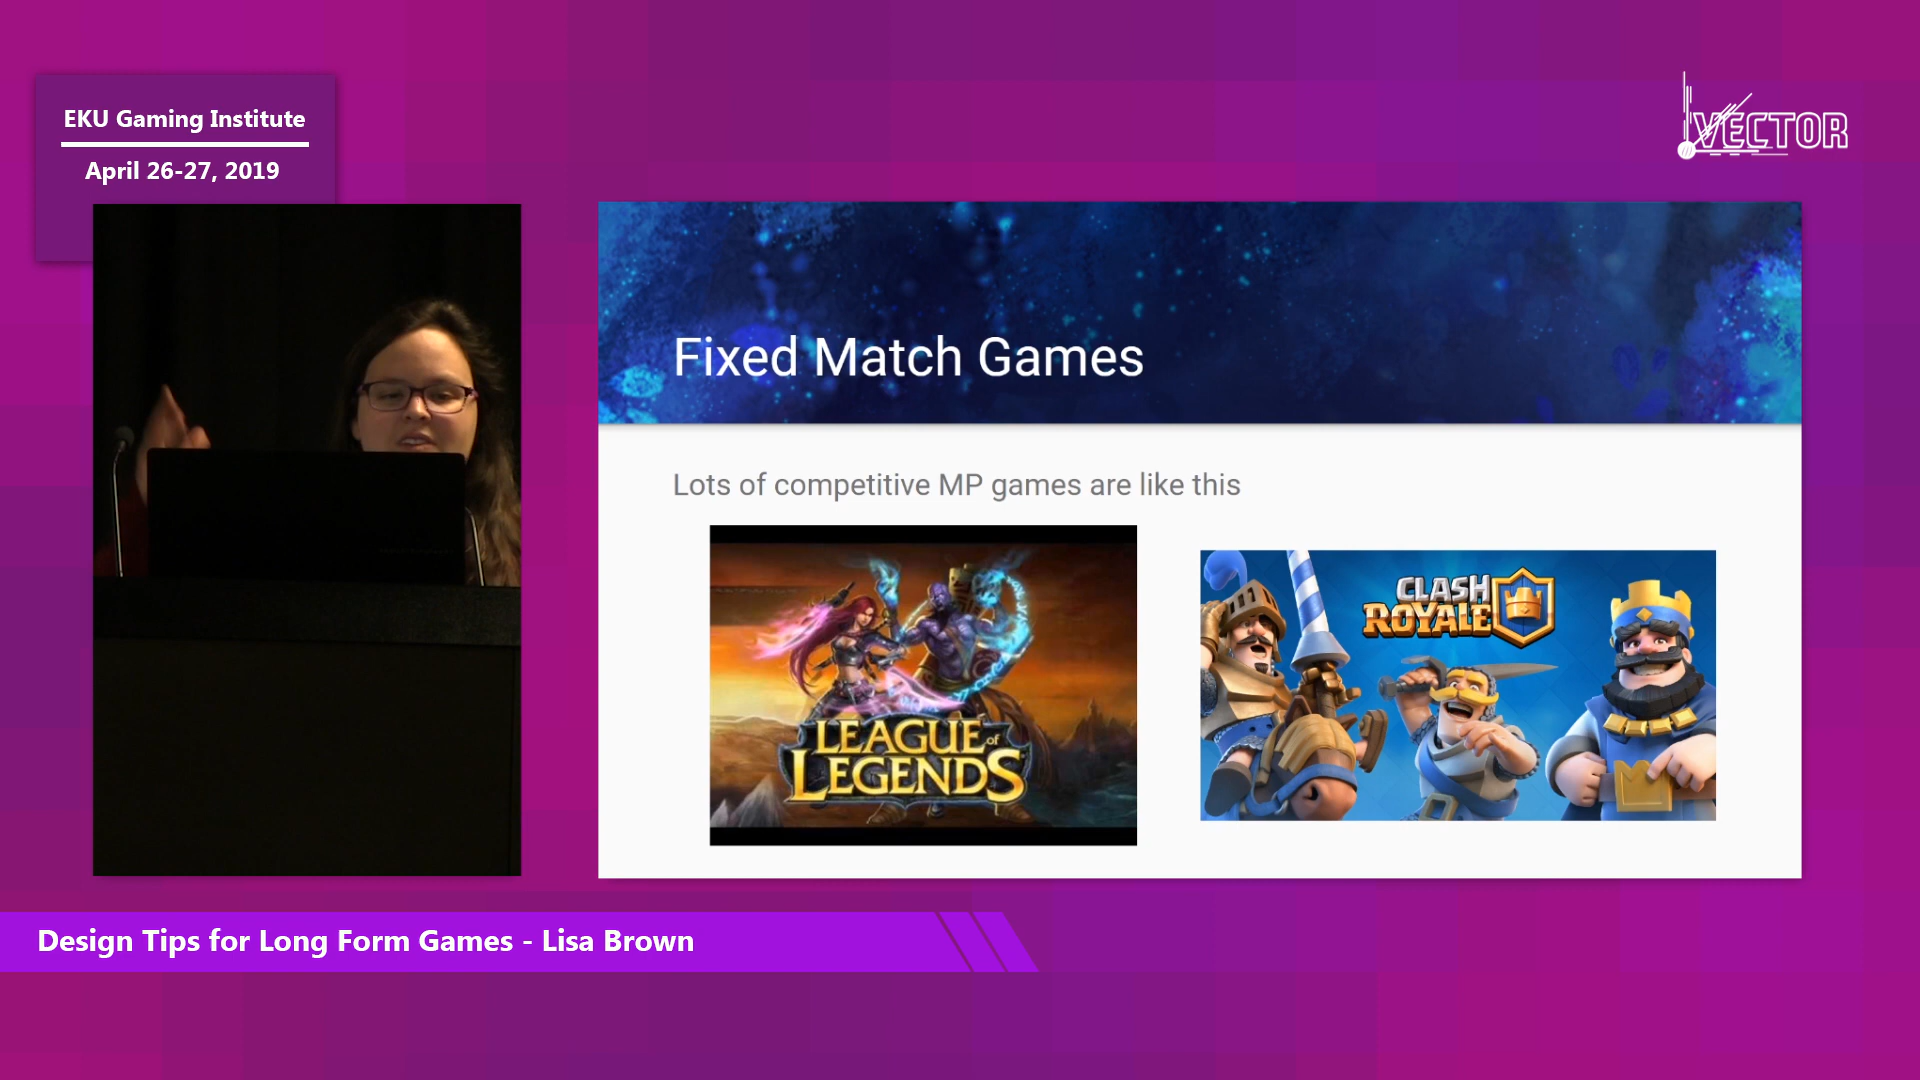 EKU Gaming Institute
April 26-27, 2019
VECTOR
Fixed Match Games
Lots of competitive MP games are like this
LEAGUE of
LEGENDS
CLASH
ROYALE
Design Tips for Long Form Games - Lisa Brown